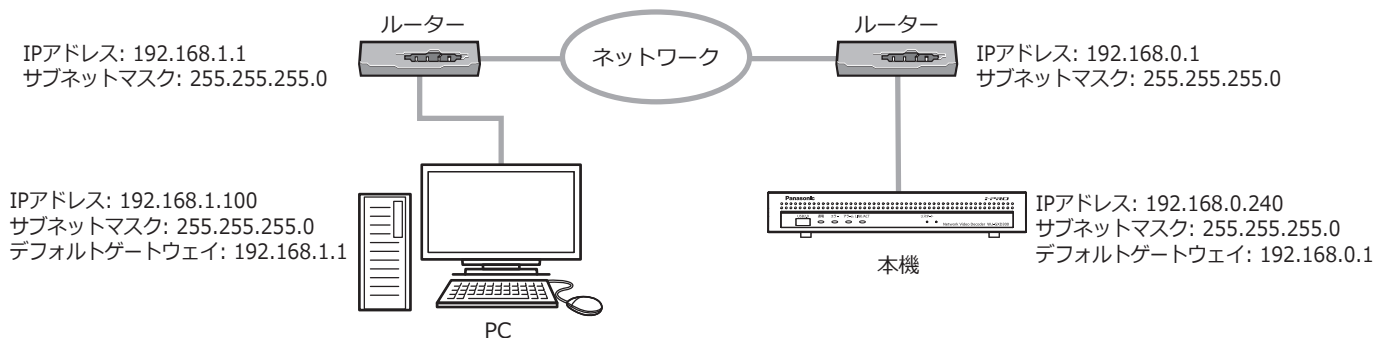 ルーター
ルーター
ネットワーク
IPアドレス: 192.168.1.1
サブネットマスク: 255.255.255.0
IPアドレス: 192.168.0.1
サブネットマスク: 255.255.255.0
IPアドレス: 192.168.1.100
サブネットマスク: 255.255.255.0
デフォルトゲートウェイ: 192.168.1.1
Panasonic
i-PRO
Network Video Decoder
IPアドレス: 192.168.0.240
サブネットマスク: 255.255.255.0
デフォルトゲートウェイ: 192.168.0.1
本機
PC